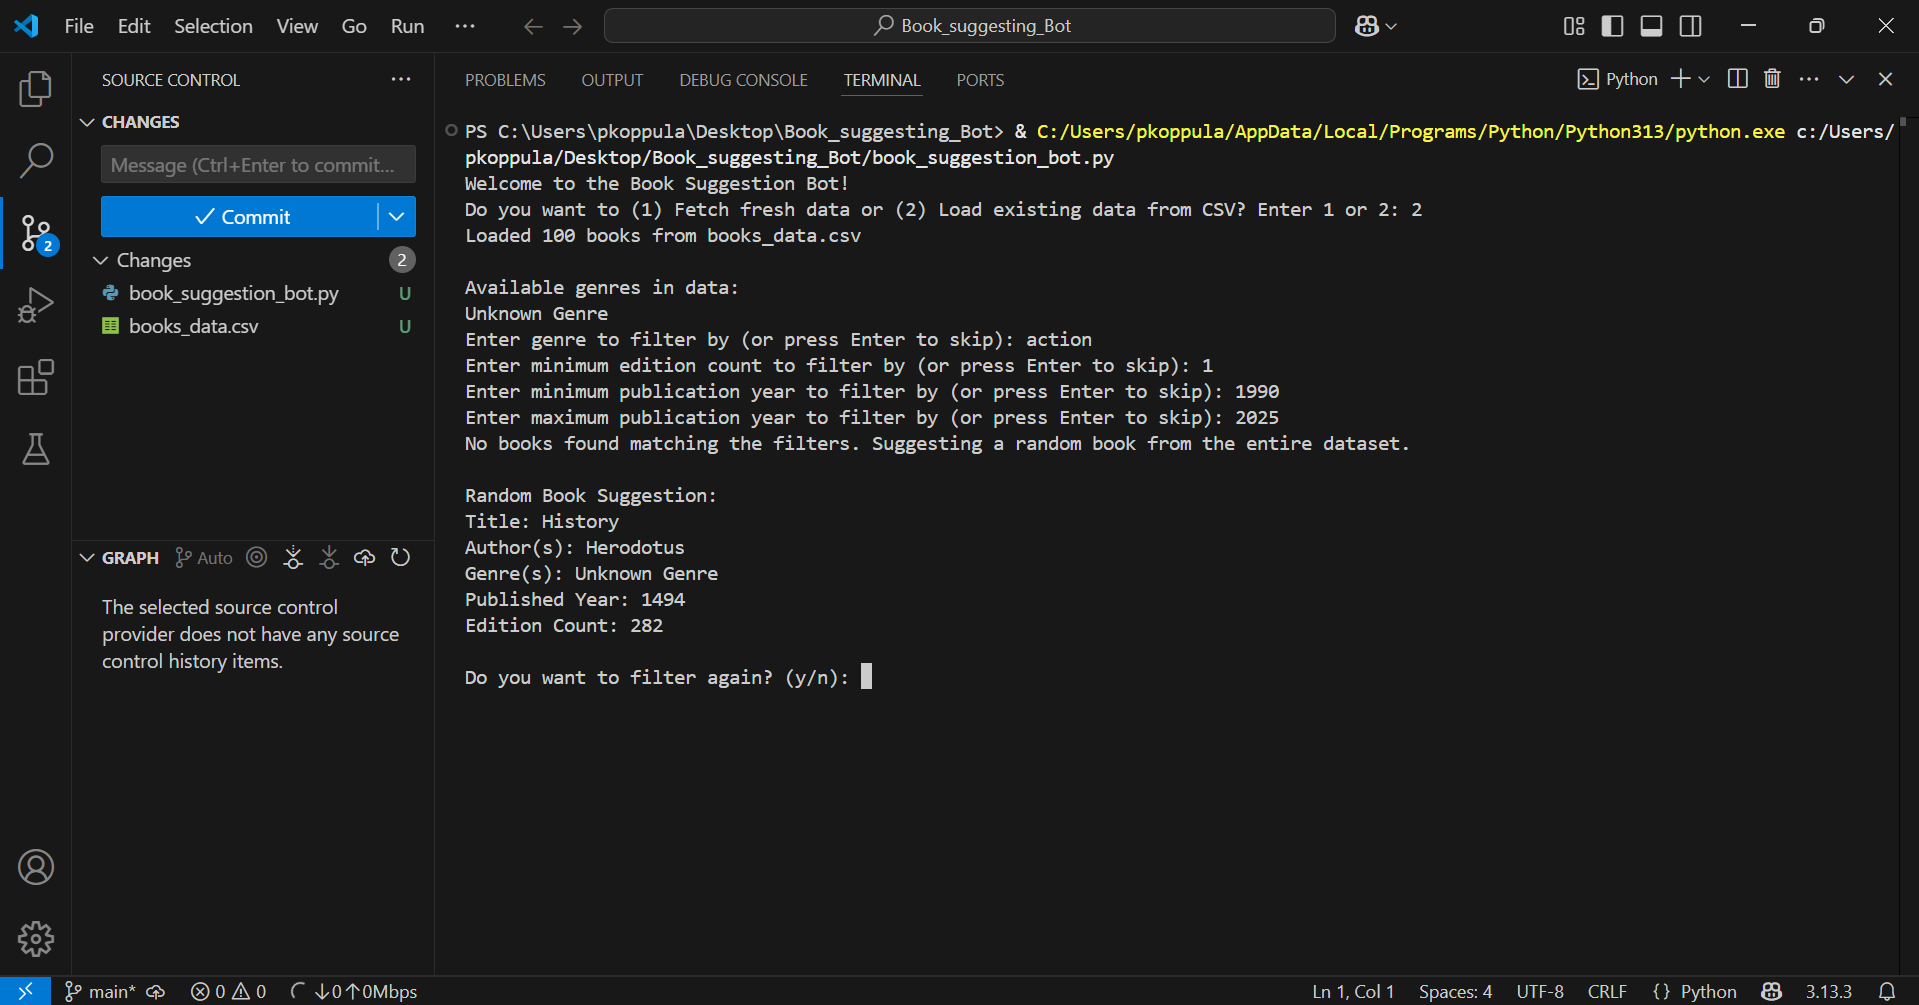 File Edit Selection View Go Run ··· Book_suggesting_Bot
SOURCE CONTROL ···
CHANGES
Message (Ctrl+Enter to commit...
Commit
Changes 2
book_suggestion_bot.py U
books_data.csv U
2
GRAPH Auto
The selected source control
provider does not have any source
control history items.
PROBLEMS OUTPUT DEBUG CONSOLE TERMINAL PORTS Python
PS C:\Users\pkoppula\Desktop\Book_suggesting_Bot> & C:/Users/pkoppula/AppData/Local/Programs/Python/Python313/python.exe c:/Users/
pkoppula/Desktop/Book_suggesting_Bot/book_suggestion_bot.py
Welcome to the Book Suggestion Bot!
Do you want to (1) Fetch fresh data or (2) Load existing data from CSV? Enter 1 or 2: 2
Loaded 100 books from books_data.csv
Available genres in data:
Unknown Genre
Enter genre to filter by (or press Enter to skip): action
Enter minimum edition count to filter by (or press Enter to skip): 1
Enter minimum publication year to filter by (or press Enter to skip): 1990
Enter maximum publication year to filter by (or press Enter to skip): 2025
No books found matching the filters. Suggesting a random book from the entire dataset.
Random Book Suggestion:
Title: History
Author(s): Herodotus
Genre(s): Unknown Genre
Published Year: 1494
Edition Count: 282
Do you want to filter again? (y/n):
main* 0 0 ↓0↑0Mbps Ln 1, Col 1 Spaces: 4 UTF-8 CRLF {} Python 3.13.3